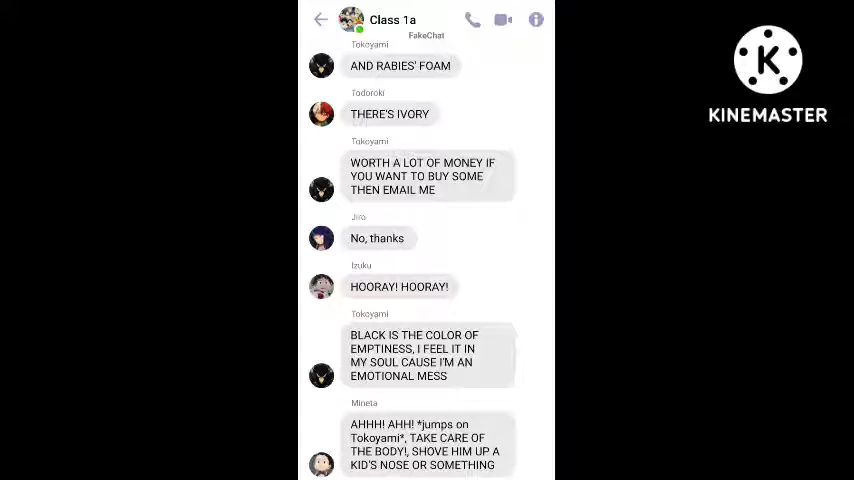 Class 1a
FakeChat
Tokoyami
AND RABIES' FOAM
Todoroki
THERE'S IVORY
Tokoyami
WORTH A LOT OF MONEY IF
YOU WANT TO BUY SOME
THEN EMAIL ME
Jiro
No, thanks
Izuku
HOORAY! HOORAY!
Tokoyami
BLACK IS THE COLOR OF
EMPTINESS, I FEEL IT IN
MY SOUL CAUSE I'M AN
EMOTIONAL MESS
Mineta
AHHH! AHH! *jumps on
Tokoyami*, TAKE CARE OF
THE BODY!, SHOVE HIM UP A
KID'S NOSE OR SOMETHING
K
KINEMASTER